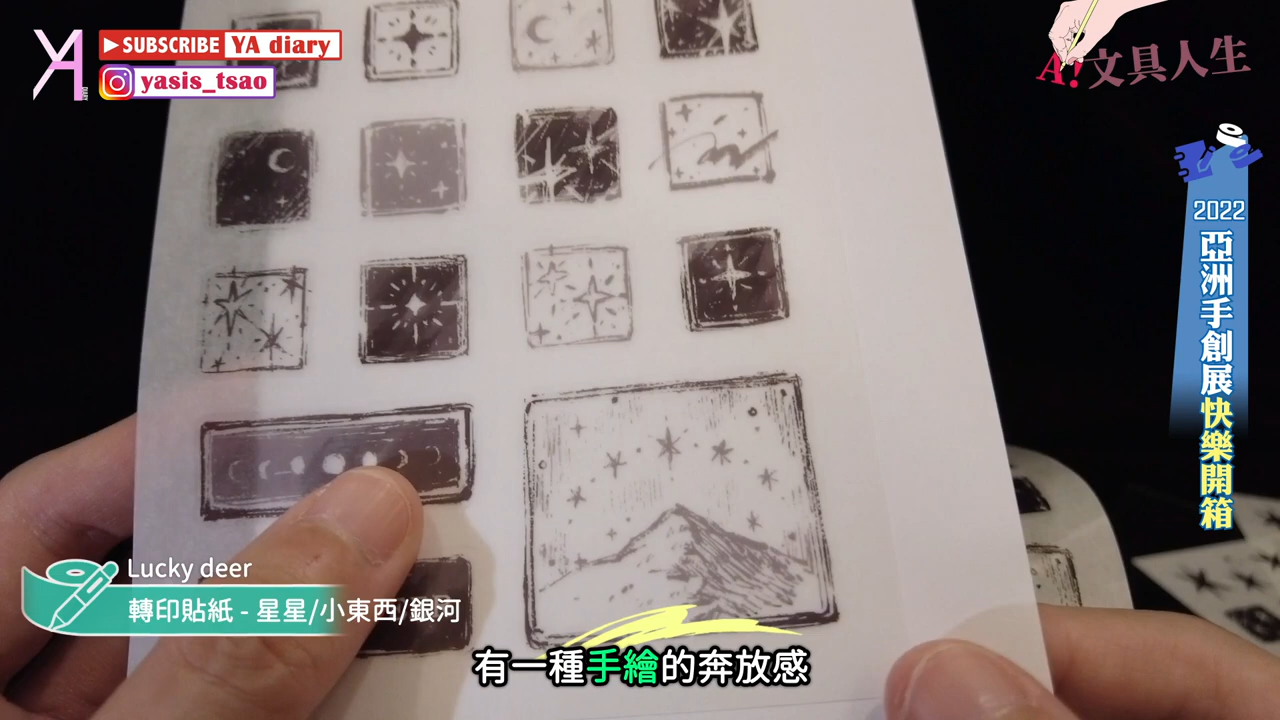 YA DIARY
SUBSCRIBE YA diary
yasis_tsao
A!文具人生
2022
亞洲手創展快樂開箱
Lucky deer
轉印貼紙 - 星星/小東西/銀河
有一種手繪的奔放感